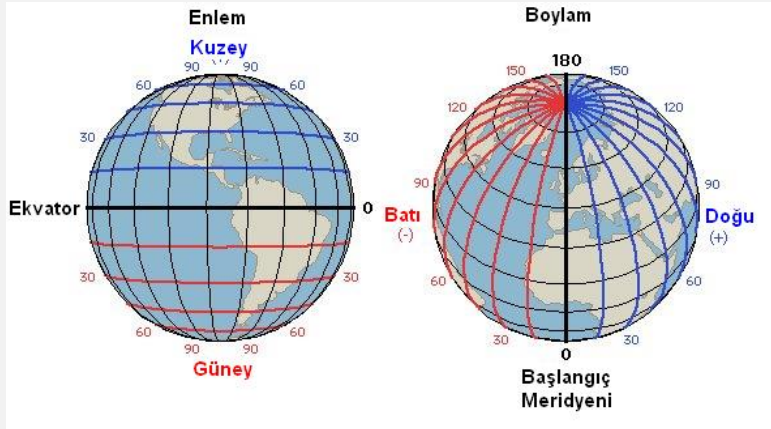 Enlem
Kuzey
90 90
60 60
30 30
Ekvator 0
30 30
60 60
90 90
Güney
Boylam
180
150 150
120 120
90 90
Batı Doğu
(-) (+)
60 60
30 30
0
Başlangıç
Meridyeni